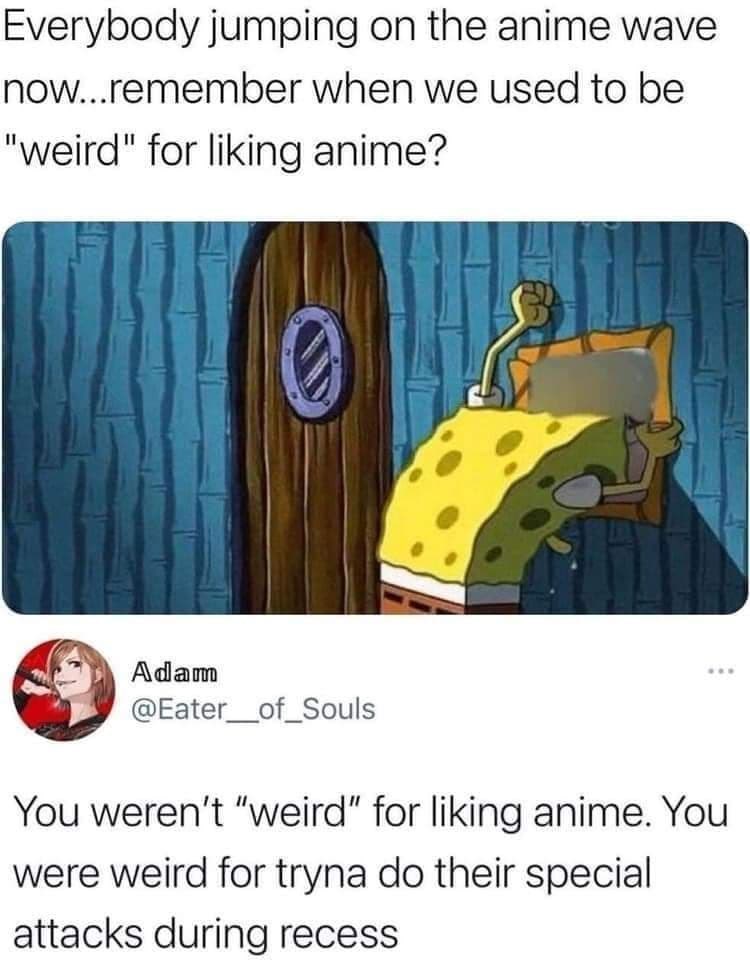 Everybody jumping on the anime wave
now...remember when we used to be
"weird" for liking anime?
Adam
@Eater__of_Souls
You weren't "weird" for liking anime. You
were weird for tryna do their special
attacks during recess